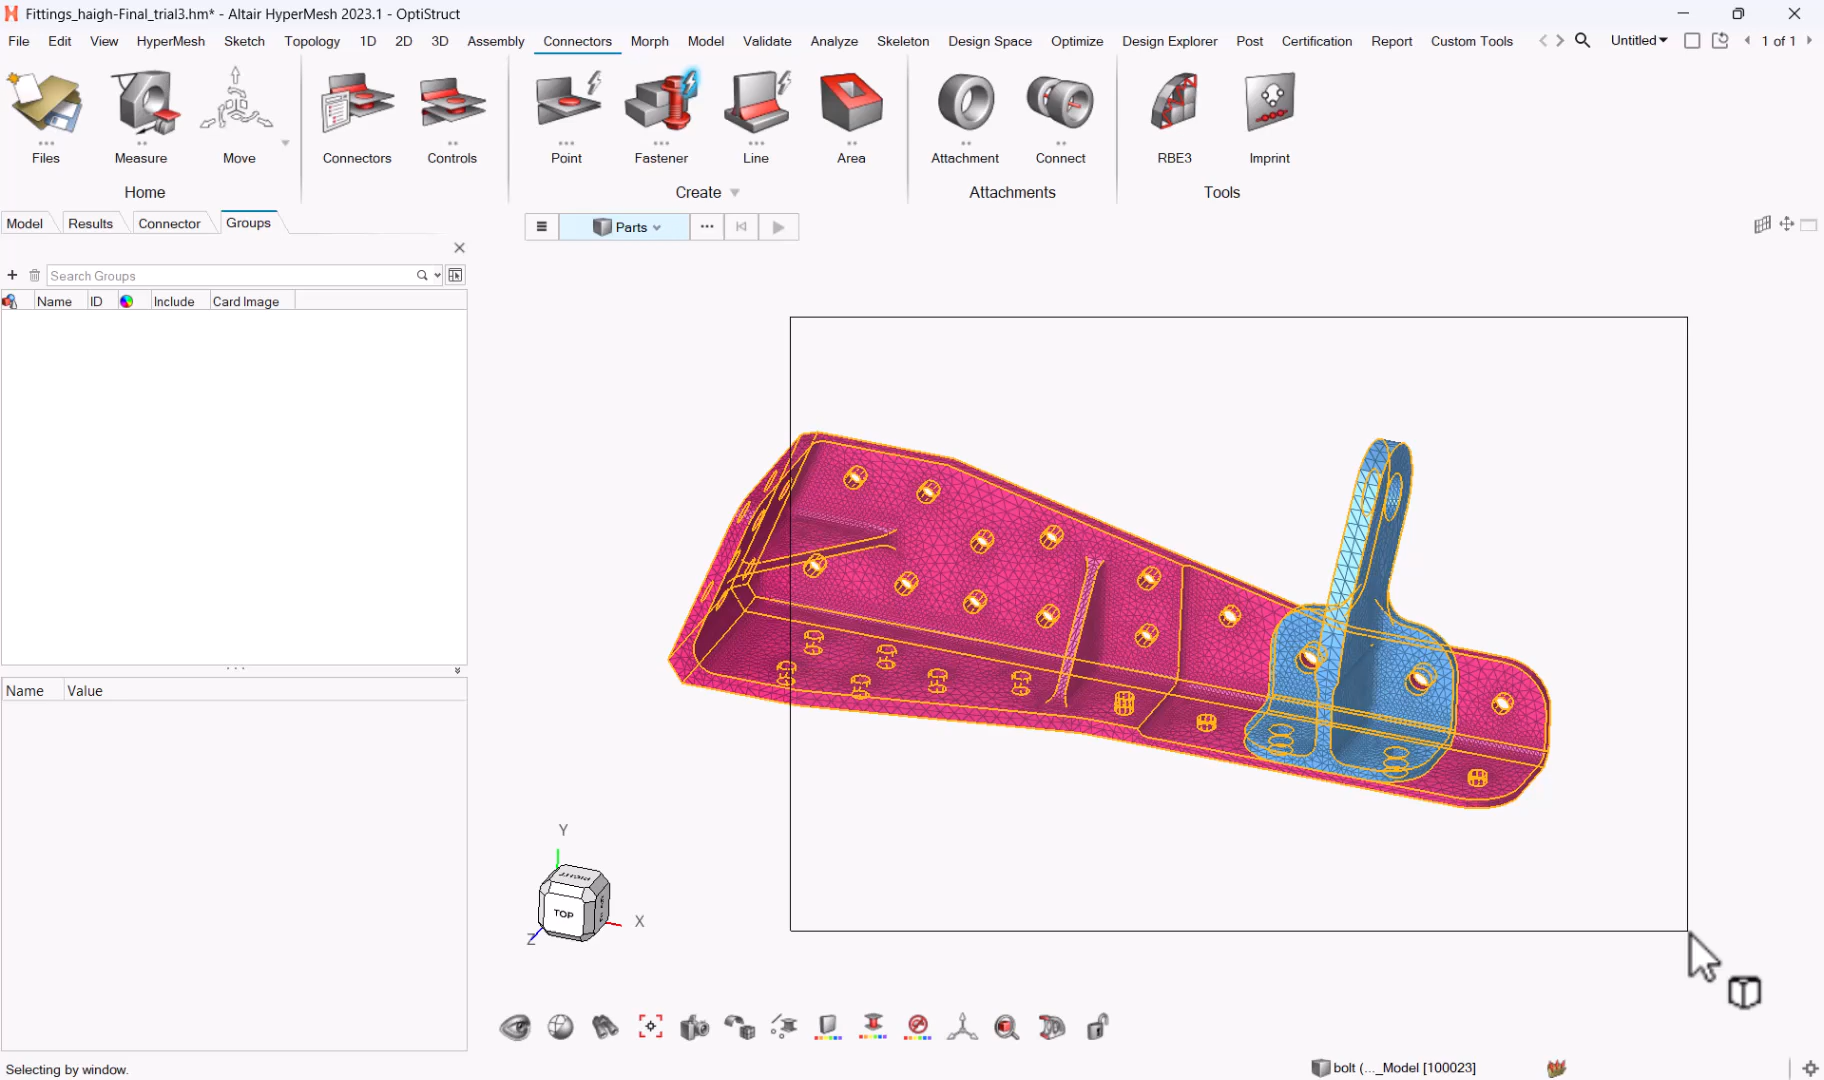 Fittings_haigh-Final_trial3.hm* - Altair HyperMesh 2023.1 - OptiStruct
File Edit View HyperMesh Sketch Topology 1D 2D 3D Assembly Connectors Morph Model Validate Analyze Skeleton Design Space Optimize Design Explorer Post Certification Report Custom Tools Untitled 1 of 1
Files Measure Move Connectors Controls Point Fastener Line Area Attachment Connect RBE3 Imprint
Home Create Attachments Tools
Model Results Connector Groups
Parts
Search Groups
Name ID Include Card Image
Name Value
Y
TOP
X
Z
Selecting by window.
bolt (..._Model [100023]